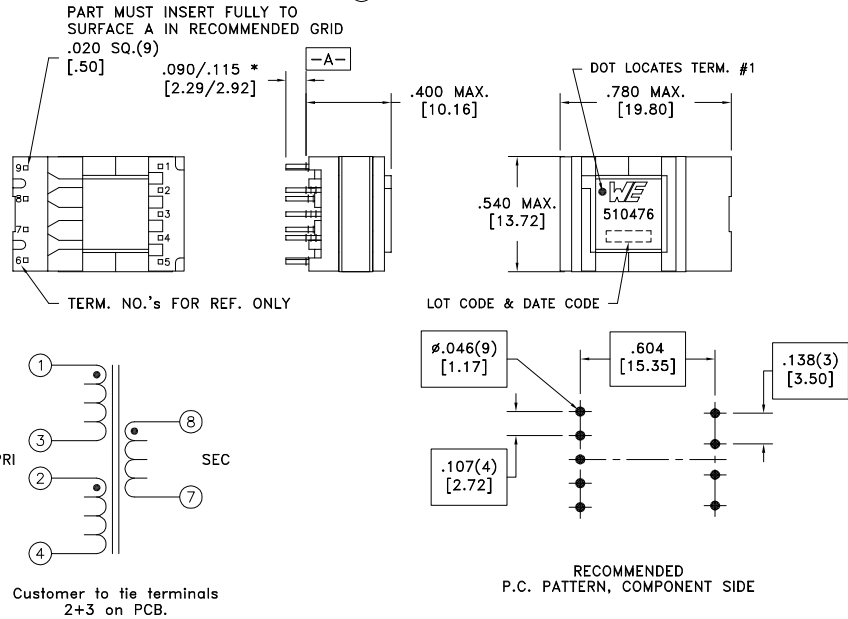 PART MUST INSERT FULLY TO
SURFACE A IN RECOMMENDED GRID
.020 SQ.(9)
[.50]
.090/.115 *
[2.29/2.92]
-A-
.400 MAX.
[10.16]
DOT LOCATES TERM. #1
.780 MAX.
[19.80]
9
8
7
6
1
2
3
4
5
.540 MAX.
[13.72]
WE
510476
TERM. NO.'s FOR REF. ONLY
LOT CODE & DATE CODE
1
3
PRI
2
4
8
SEC
7
Customer to tie terminals
2+3 on PCB.
ø.046(9)
[1.17]
.604
[15.35]
.138(3)
[3.50]
.107(4)
[2.72]
RECOMMENDED
P.C. PATTERN, COMPONENT SIDE